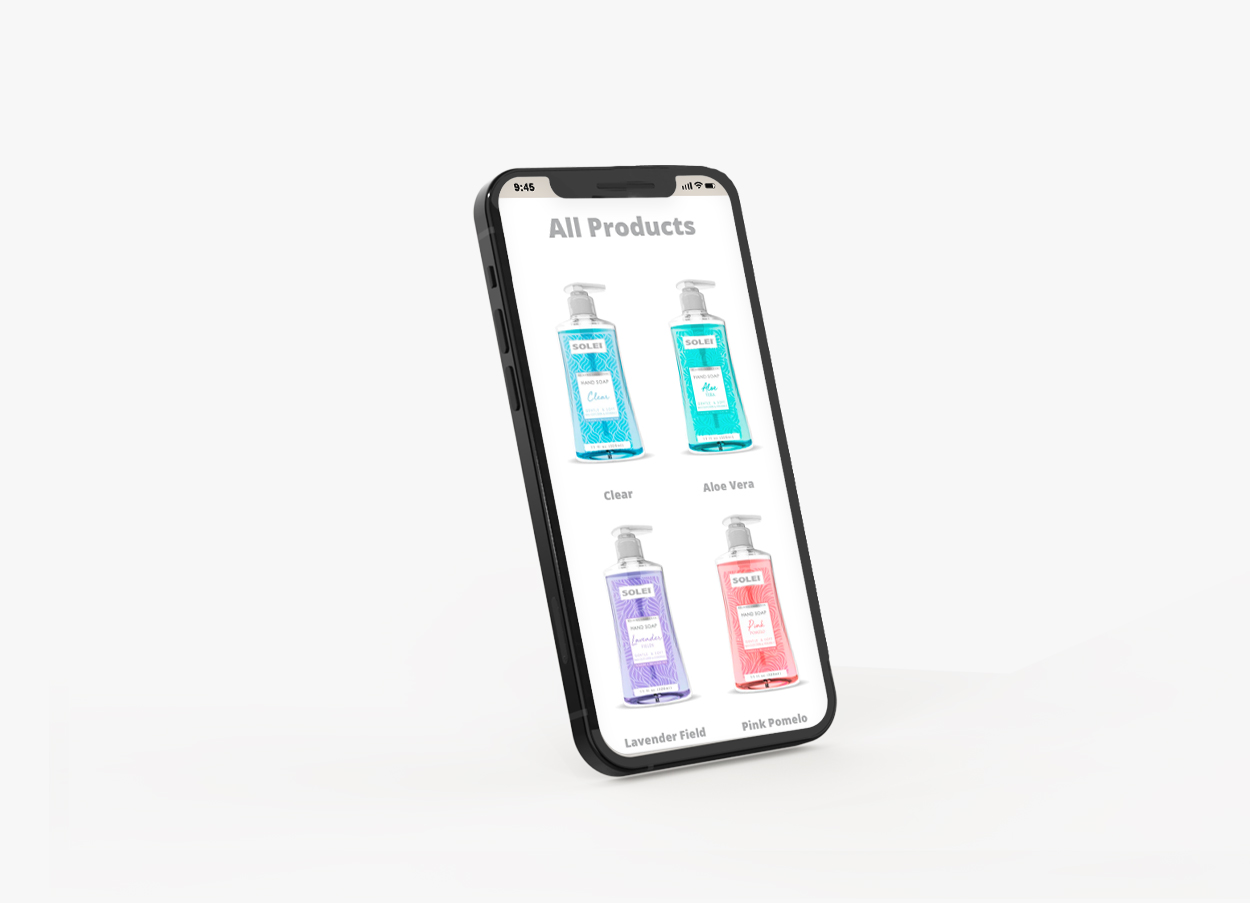 9:45
All Products
SOLEI
HAND SOAP
Clear
SOLEI
HAND SOAP
Aloe
Clear
Aloe Vera
SOLEI
HAND SOAP
Lavender
SOLEI
HAND SOAP
Pink
Lavender Field
Pink Pomelo